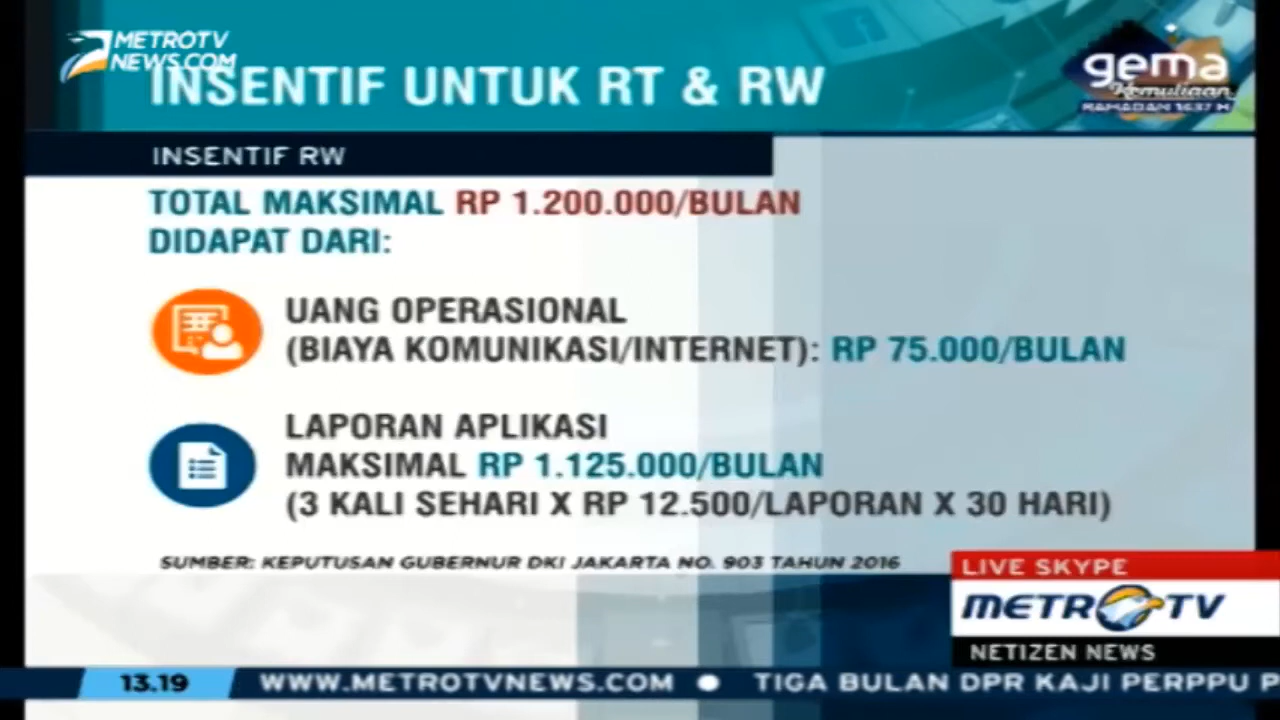 METROTV
NEWS.COM
INSENTIF UNTUK RT & RW
gema
Kemuliaan
RAMADAN 1437 H
INSENTIF RW
TOTAL MAKSIMAL RP 1.200.000/BULAN
DIDAPAT DARI:
UANG OPERASIONAL
(BIAYA KOMUNIKASI/INTERNET): RP 75.000/BULAN
LAPORAN APLIKASI
MAKSIMAL RP 1.125.000/BULAN
(3 KALI SEHARI X RP 12.500/LAPORAN X 30 HARI)
SUMBER: KEPUTUSAN GUBERNUR DKI JAKARTA NO. 903 TAHUN 2016
LIVE SKYPE
METRO TV
NETIZEN NEWS
13.19 WWW.METROTVNEWS.COM ● TIGA BULAN DPR KAJI PERPPU P